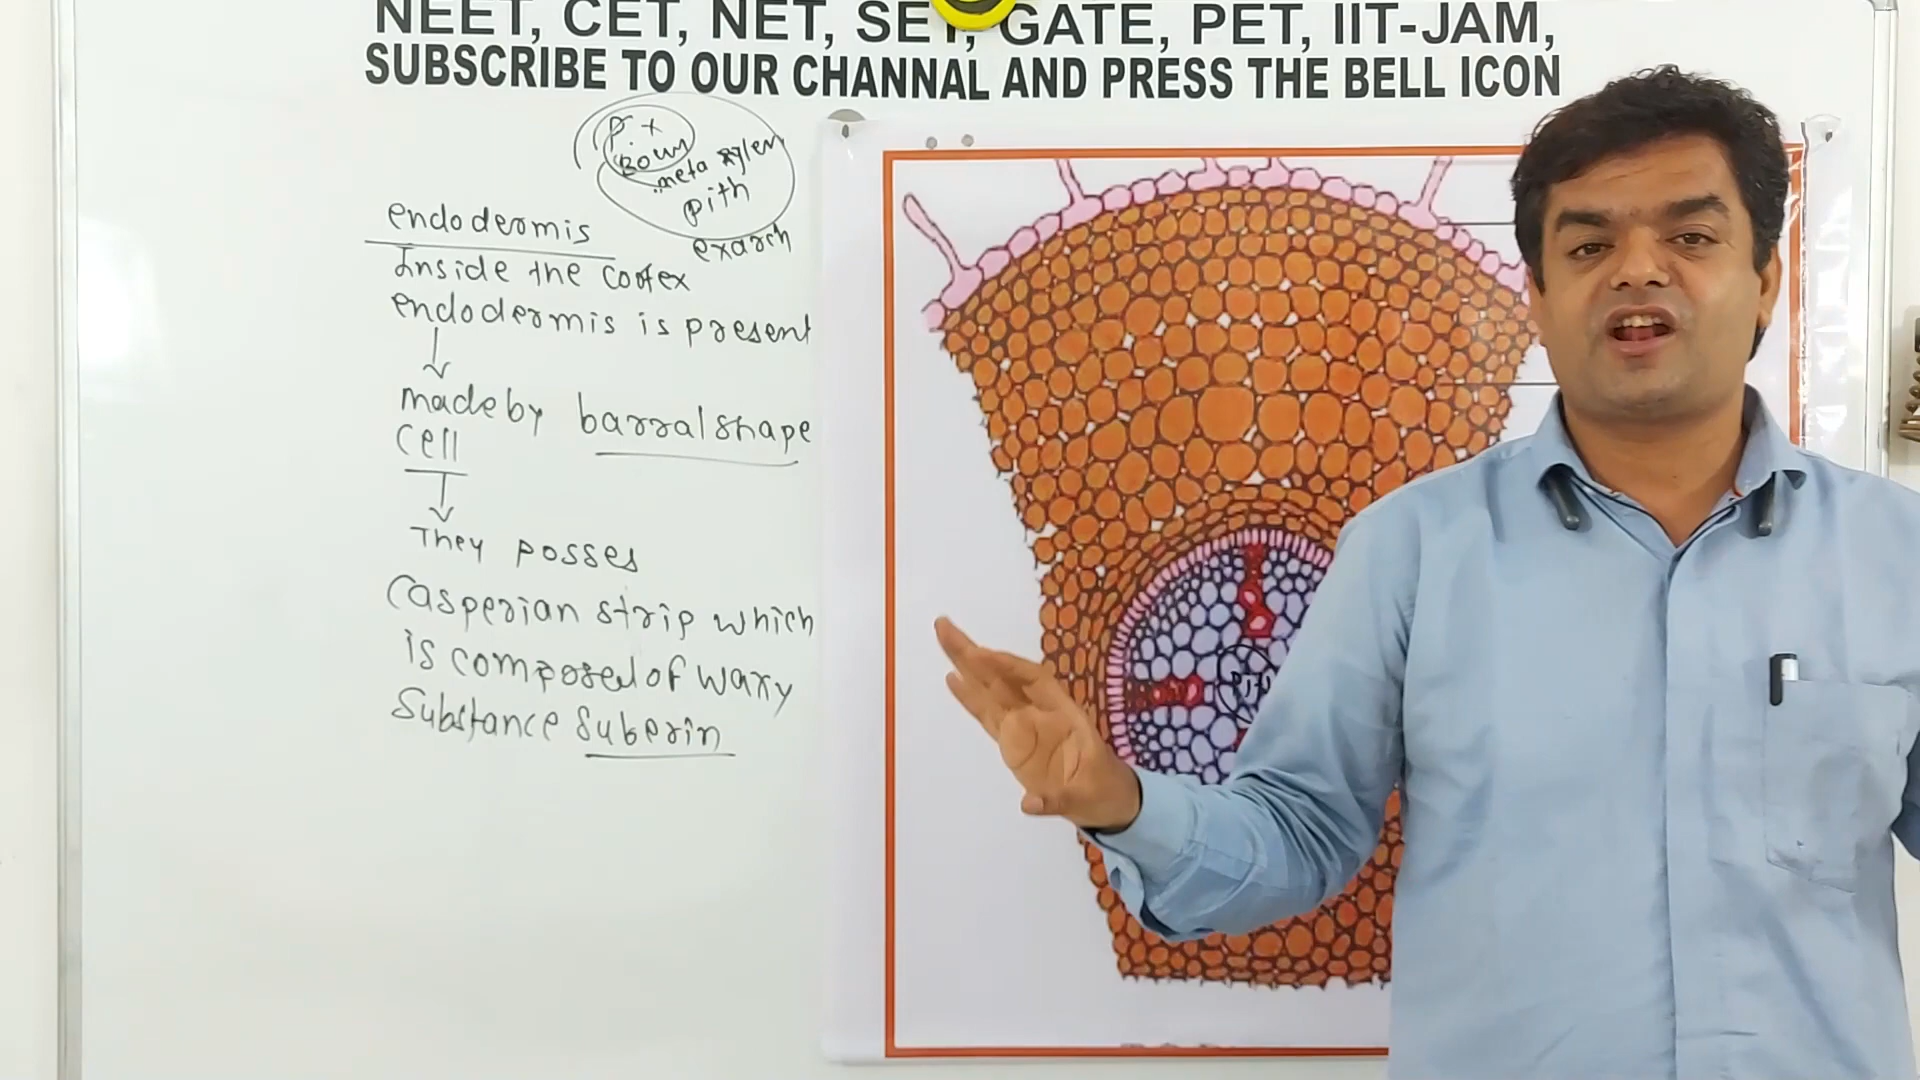 NEET, CET, NET, SET, GATE, PET, IIT-JAM,
SUBSCRIBE TO OUR CHANNAL AND PRESS THE BELL ICON
P. x
meta xylem
pith
exarch
endodermis
Inside the cortex
endodermis is present
made by barralshape
cell
They posses
Casperian strip which
is composed of waxy
Substance Suberin